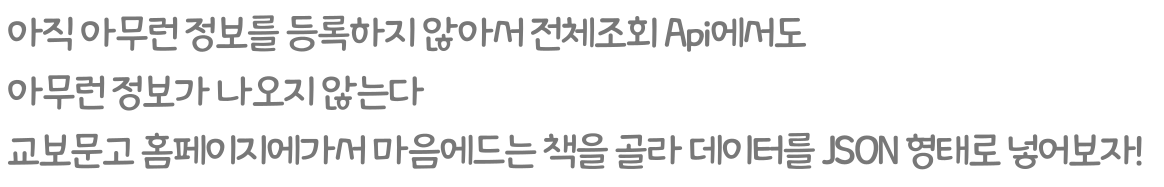 아직 아무런 정보를 등록하지 않아서 전체조회 Api에서도
아무런 정보가 나오지 않는다
교보문고 홈페이지에가서 마음에드는 책을 골라 데이터를 JSON 형태로 넣어보자!